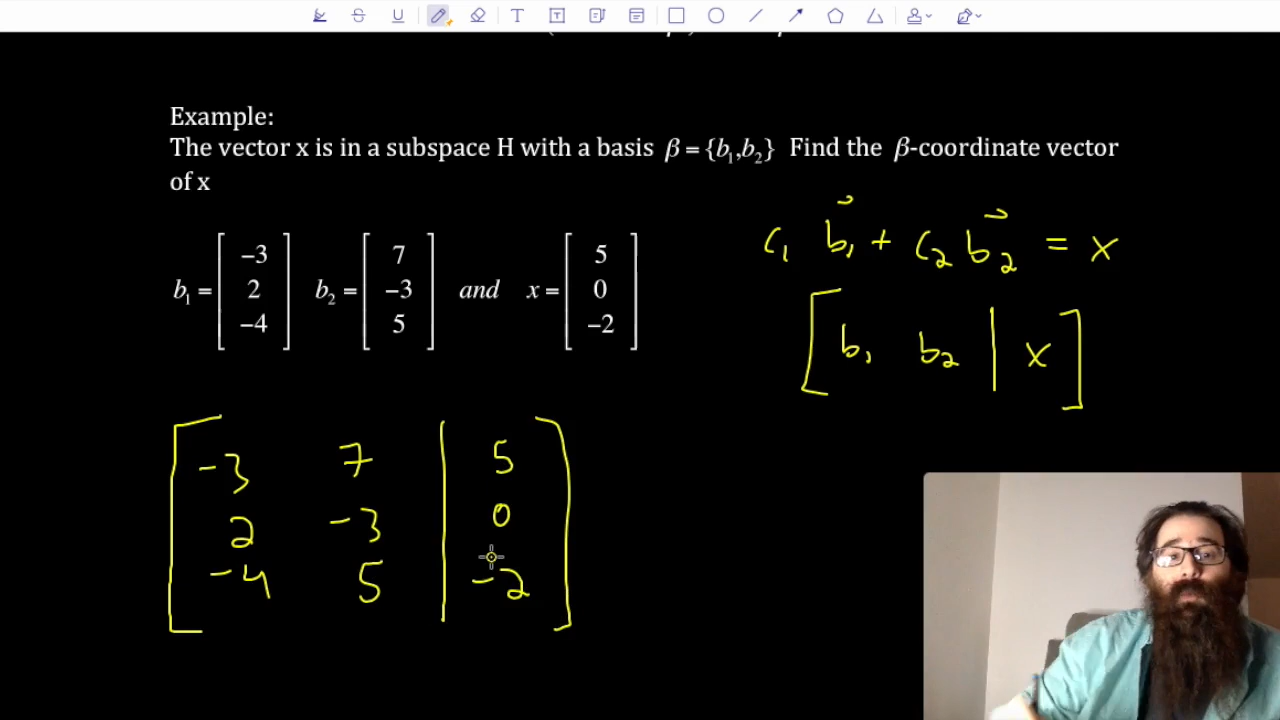 Example:
The vector x is in a subspace H with a basis β = {b₁,b₂} Find the β-coordinate vector
of x
c₁ b⃗₁ + c₂ b⃗₂ = x
b₁ = [−3 2 −4] b₂ = [7 −3 5] and x = [5 0 −2]
[b₁ b₂ | x]
-3 7 | 5
2 -3 | 0
-4 5 | -2